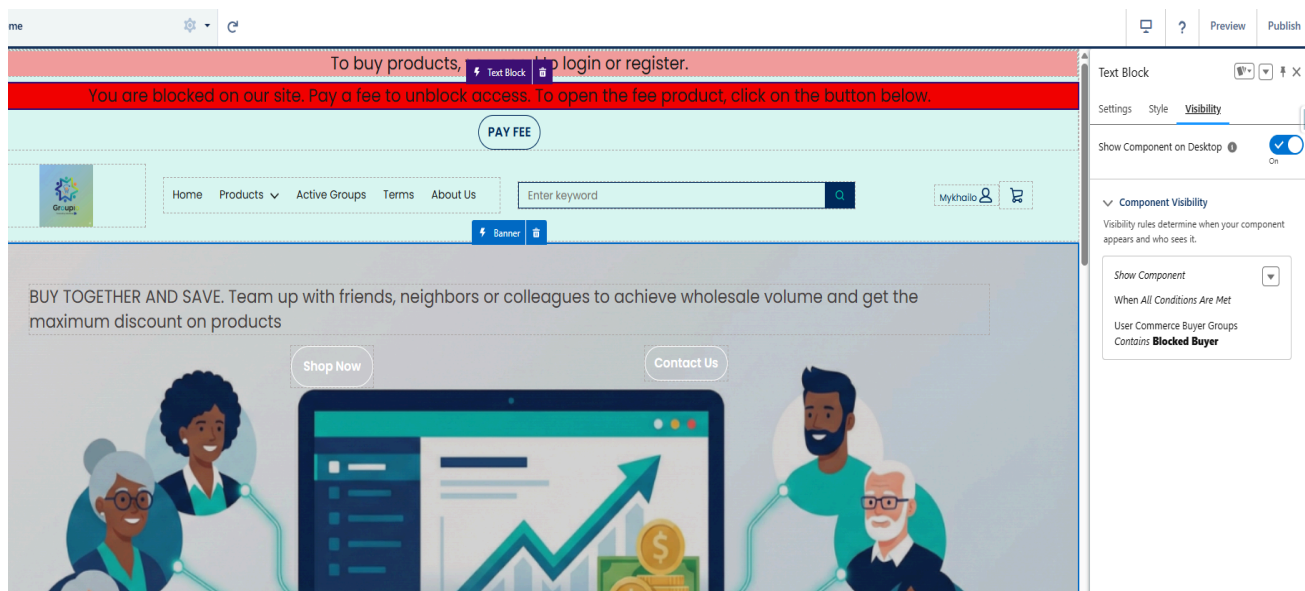 me
?
Preview
Publish
To buy products, login or register.
Text Block
You are blocked on our site. Pay a fee to unblock access. To open the fee product, click on the button below.
PAY FEE
Groups
Home Products Active Groups Terms About Us
Enter keyword
Mykhailo
Banner
BUY TOGETHER AND SAVE. Team up with friends, neighbors or colleagues to achieve wholesale volume and get the
maximum discount on products
Shop Now
Contact Us
Text Block
Settings Style Visibility
Show Component on Desktop
On
Component Visibility
Visibility rules determine when your component
appears and who sees it.
Show Component
When All Conditions Are Met
User Commerce Buyer Groups
Contains Blocked Buyer